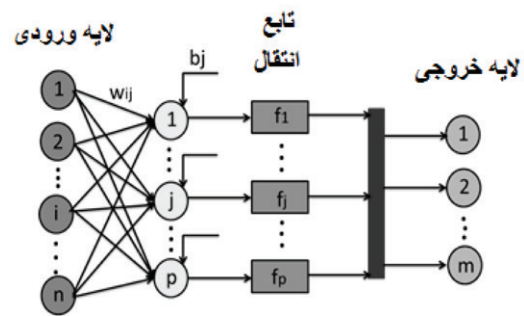 لایه ورودی
تابع
انتقال
لایه خروجی
bj
wij
1
2
i
n
1
j
p
f1
fj
fp
1
2
m